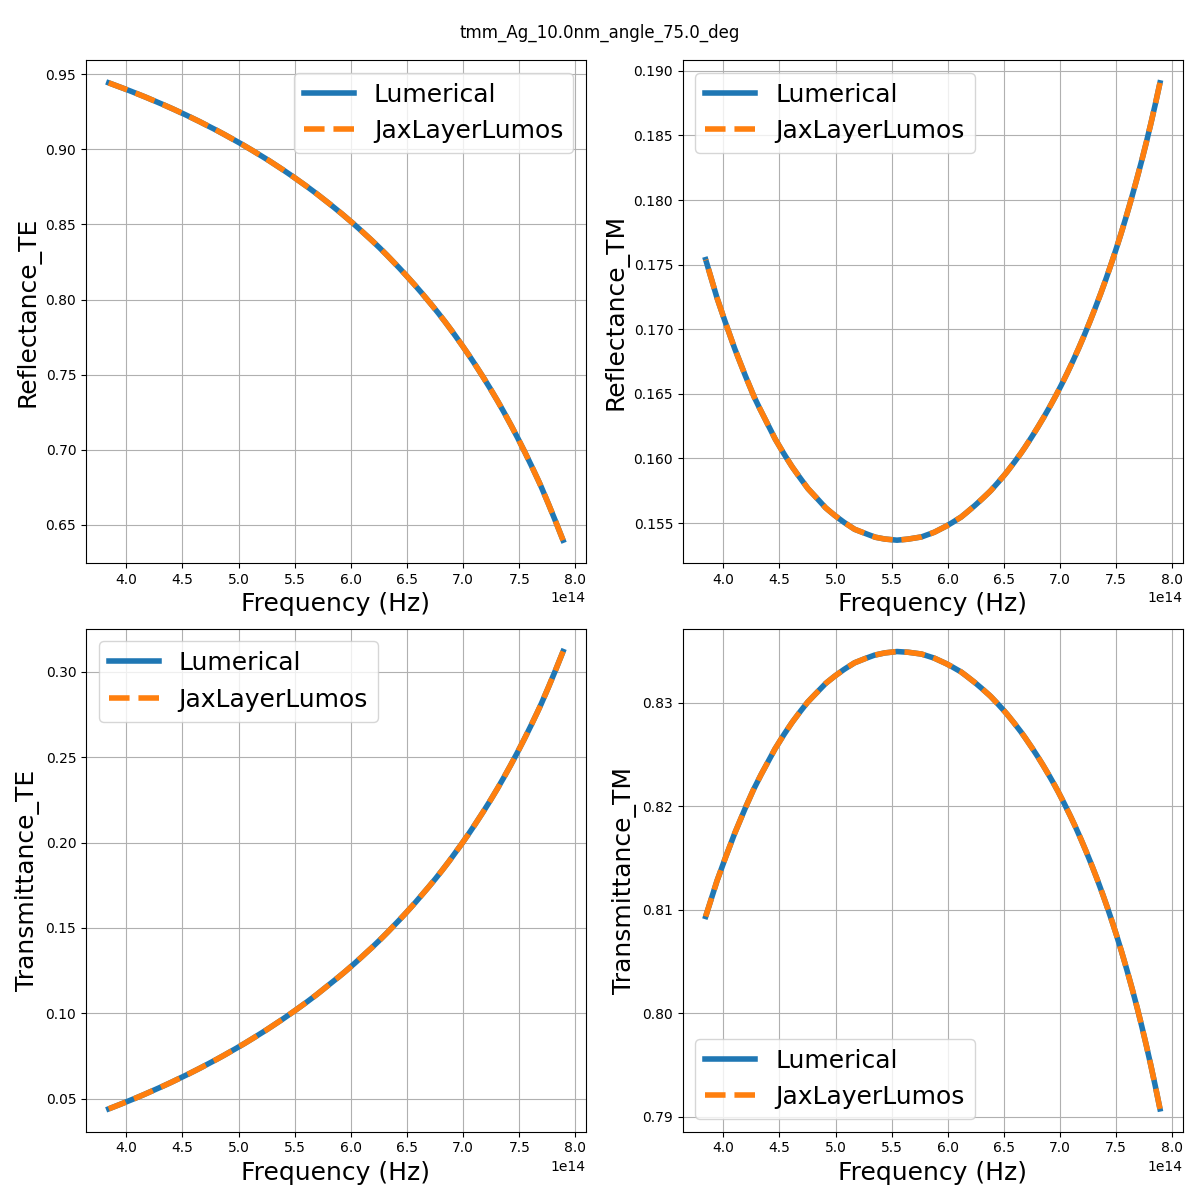 tmm_Ag_10.0nm_angle_75.0_deg
Reflectance_TE
0.95
0.90
0.85
0.80
0.75
0.70
0.65
Lumerical
JaxLayerLumos
4.0 4.5 5.0 5.5 6.0 6.5 7.0 7.5 8.0
1e14
Frequency (Hz)
Reflectance_TM
0.190
0.185
0.180
0.175
0.170
0.165
0.160
0.155
Lumerical
JaxLayerLumos
4.0 4.5 5.0 5.5 6.0 6.5 7.0 7.5 8.0
1e14
Frequency (Hz)
Transmittance_TE
0.30
0.25
0.20
0.15
0.10
0.05
Lumerical
JaxLayerLumos
4.0 4.5 5.0 5.5 6.0 6.5 7.0 7.5 8.0
1e14
Frequency (Hz)
Transmittance_TM
0.83
0.82
0.81
0.80
0.79
Lumerical
JaxLayerLumos
4.0 4.5 5.0 5.5 6.0 6.5 7.0 7.5 8.0
1e14
Frequency (Hz)